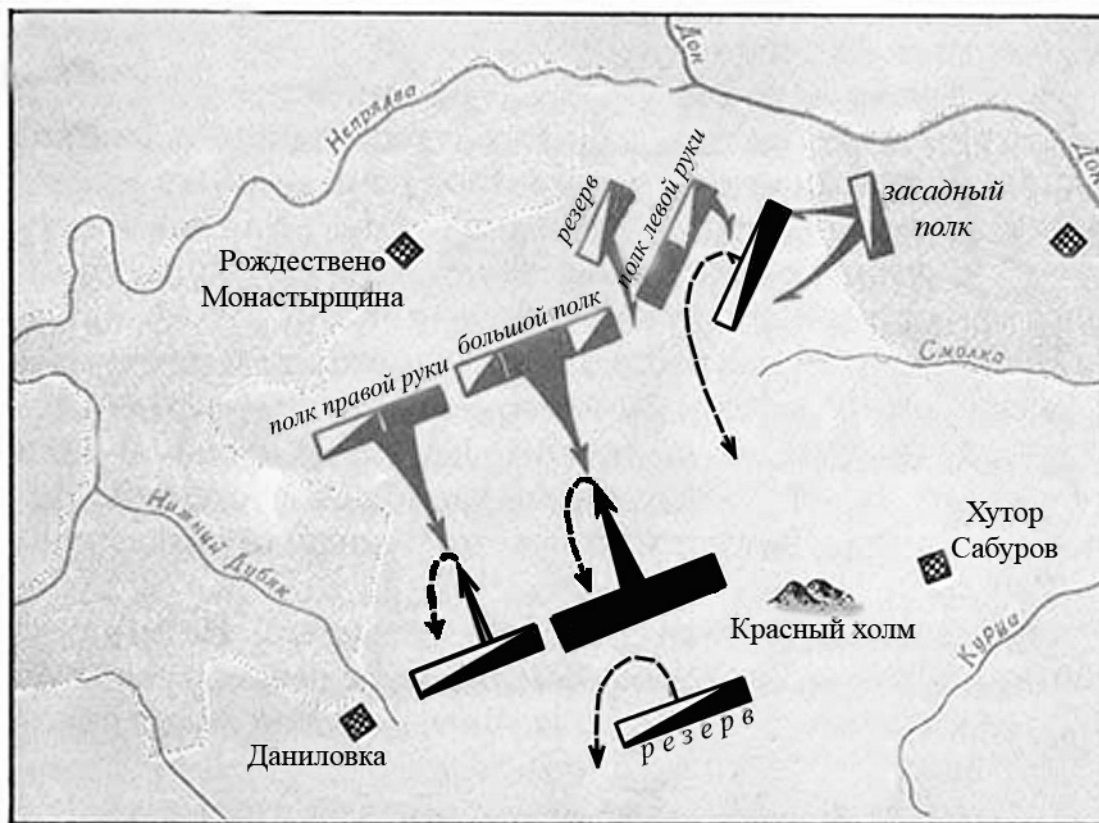 Дон
Непрядва
Дон
резерв
полк левой руки
засадный
полк
Рождествено
Монастырщина
большой полк
Смолка
полк правой руки
Нижний Дубик
Хутор
Сабуров
Красный холм
Курца
резерв
Даниловка